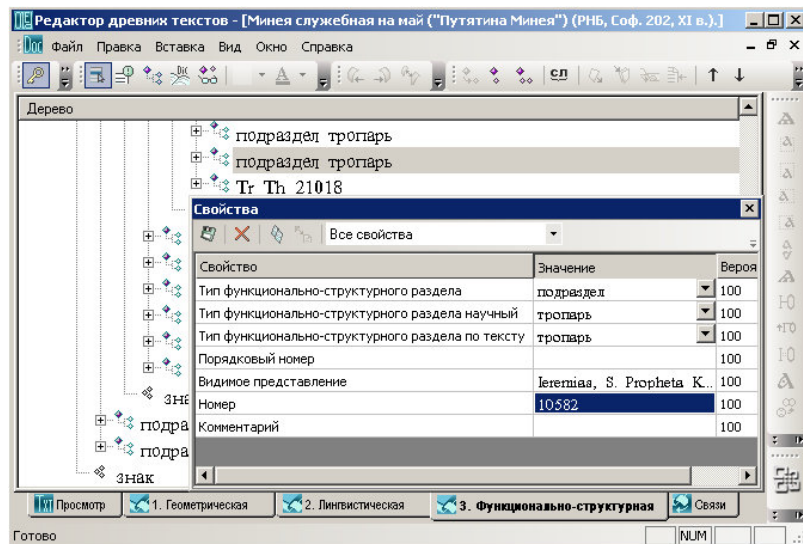 Редактор древних текстов - [Минея служебная на май ("Путятина Минея") (РНБ, Соф. 202, XI в.).]
Doc Файл Правка Вставка Вид Окно Справка
Дерево
подраздел тропарь
подраздел тропарь
Tr Th 21018
Свойства
Все свойства
Свойство Значение Вероя
Тип функционально-структурного раздела подраздел 100
Тип функционально-структурного раздела научный тропарь 100
Тип функционально-структурного раздела по тексту тропарь 100
Порядковый номер 100
Видимое представление Ieremias, S. Propheta K... 100
Номер 10582 100
Комментарий 100
зна
подра
подра
знак
Txt Просмотр 1. Геометрическая 2. Лингвистическая 3. Функционально-структурная Связи
Готово NUM